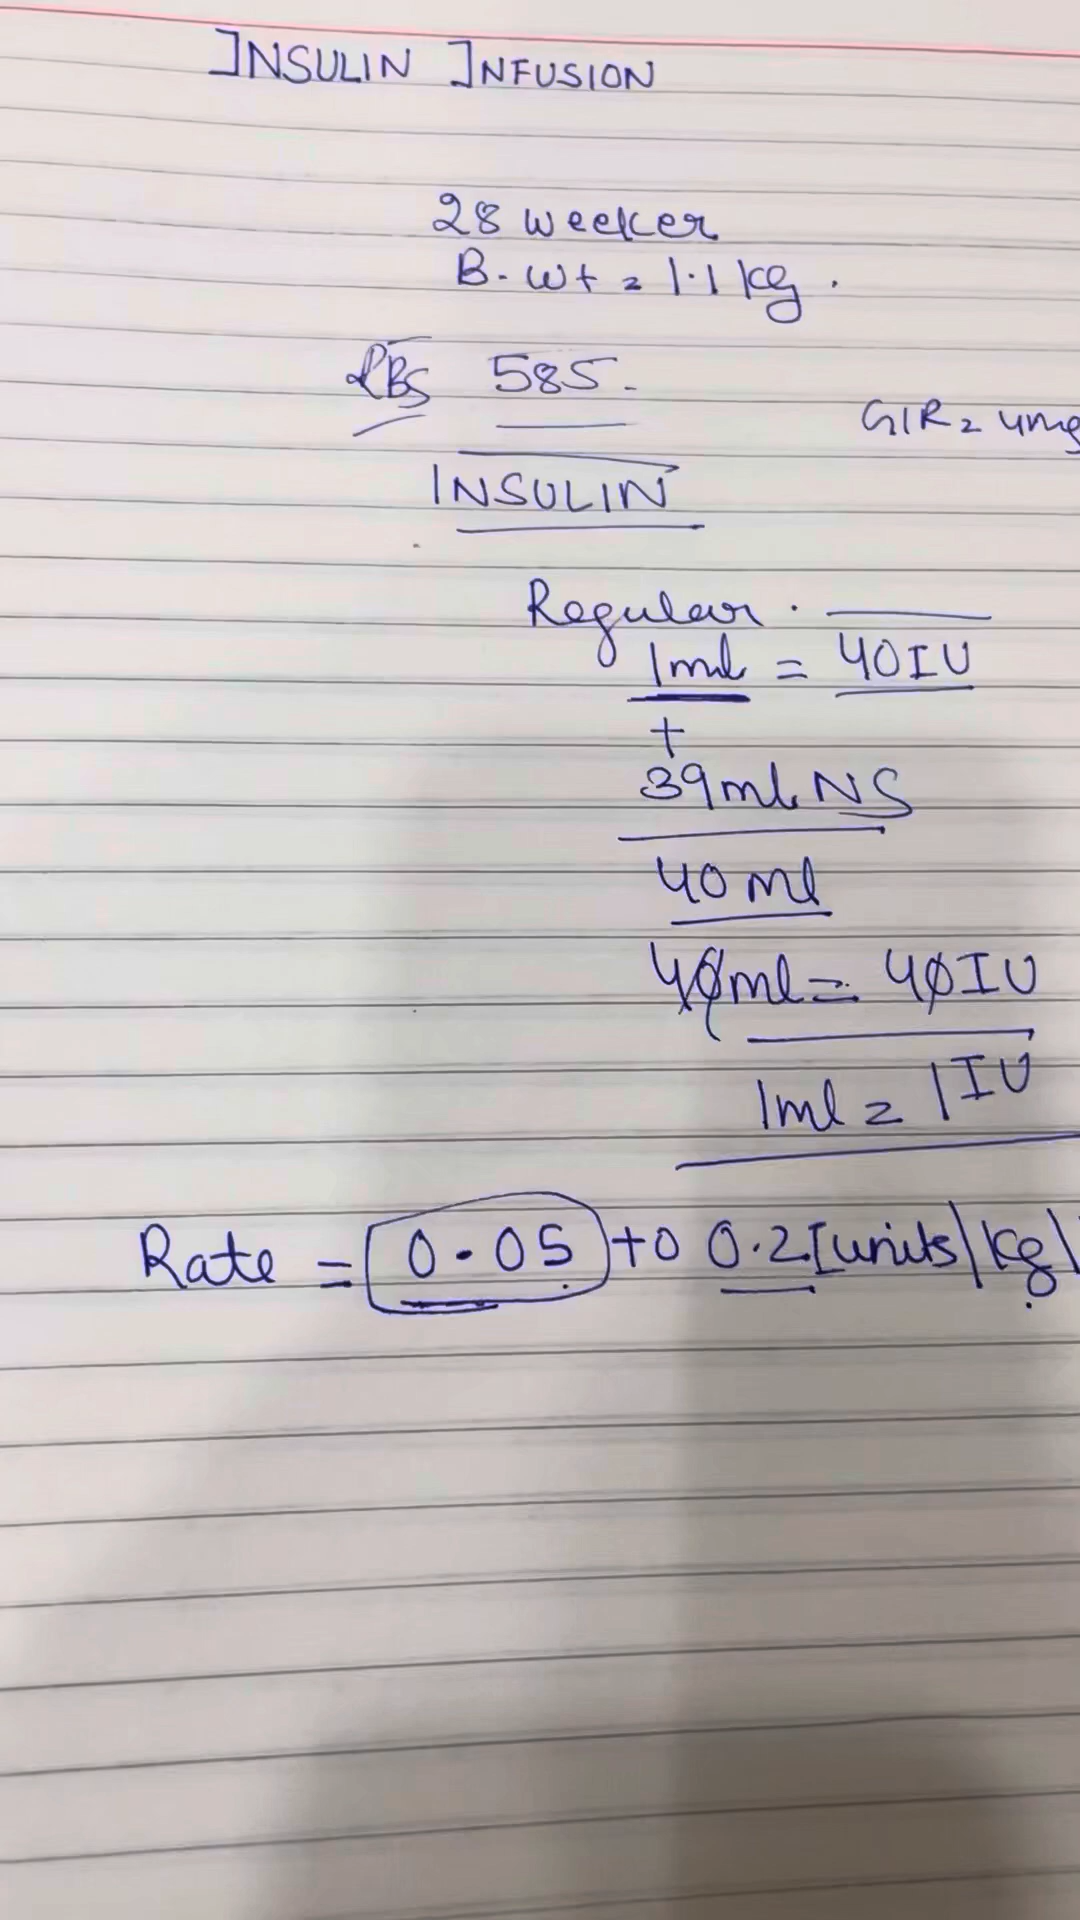 INSULIN INFUSION
28 weeker
B. Wt = 1.1 kg.
RBS 585.
GIR = 4mg
INSULIN
Regular.
1ml = 40IU
+
39ml NS
40 ml
40ml = 40IU
1ml = 1IU
Rate = 0.05 to 0.2 Iunits/kg/